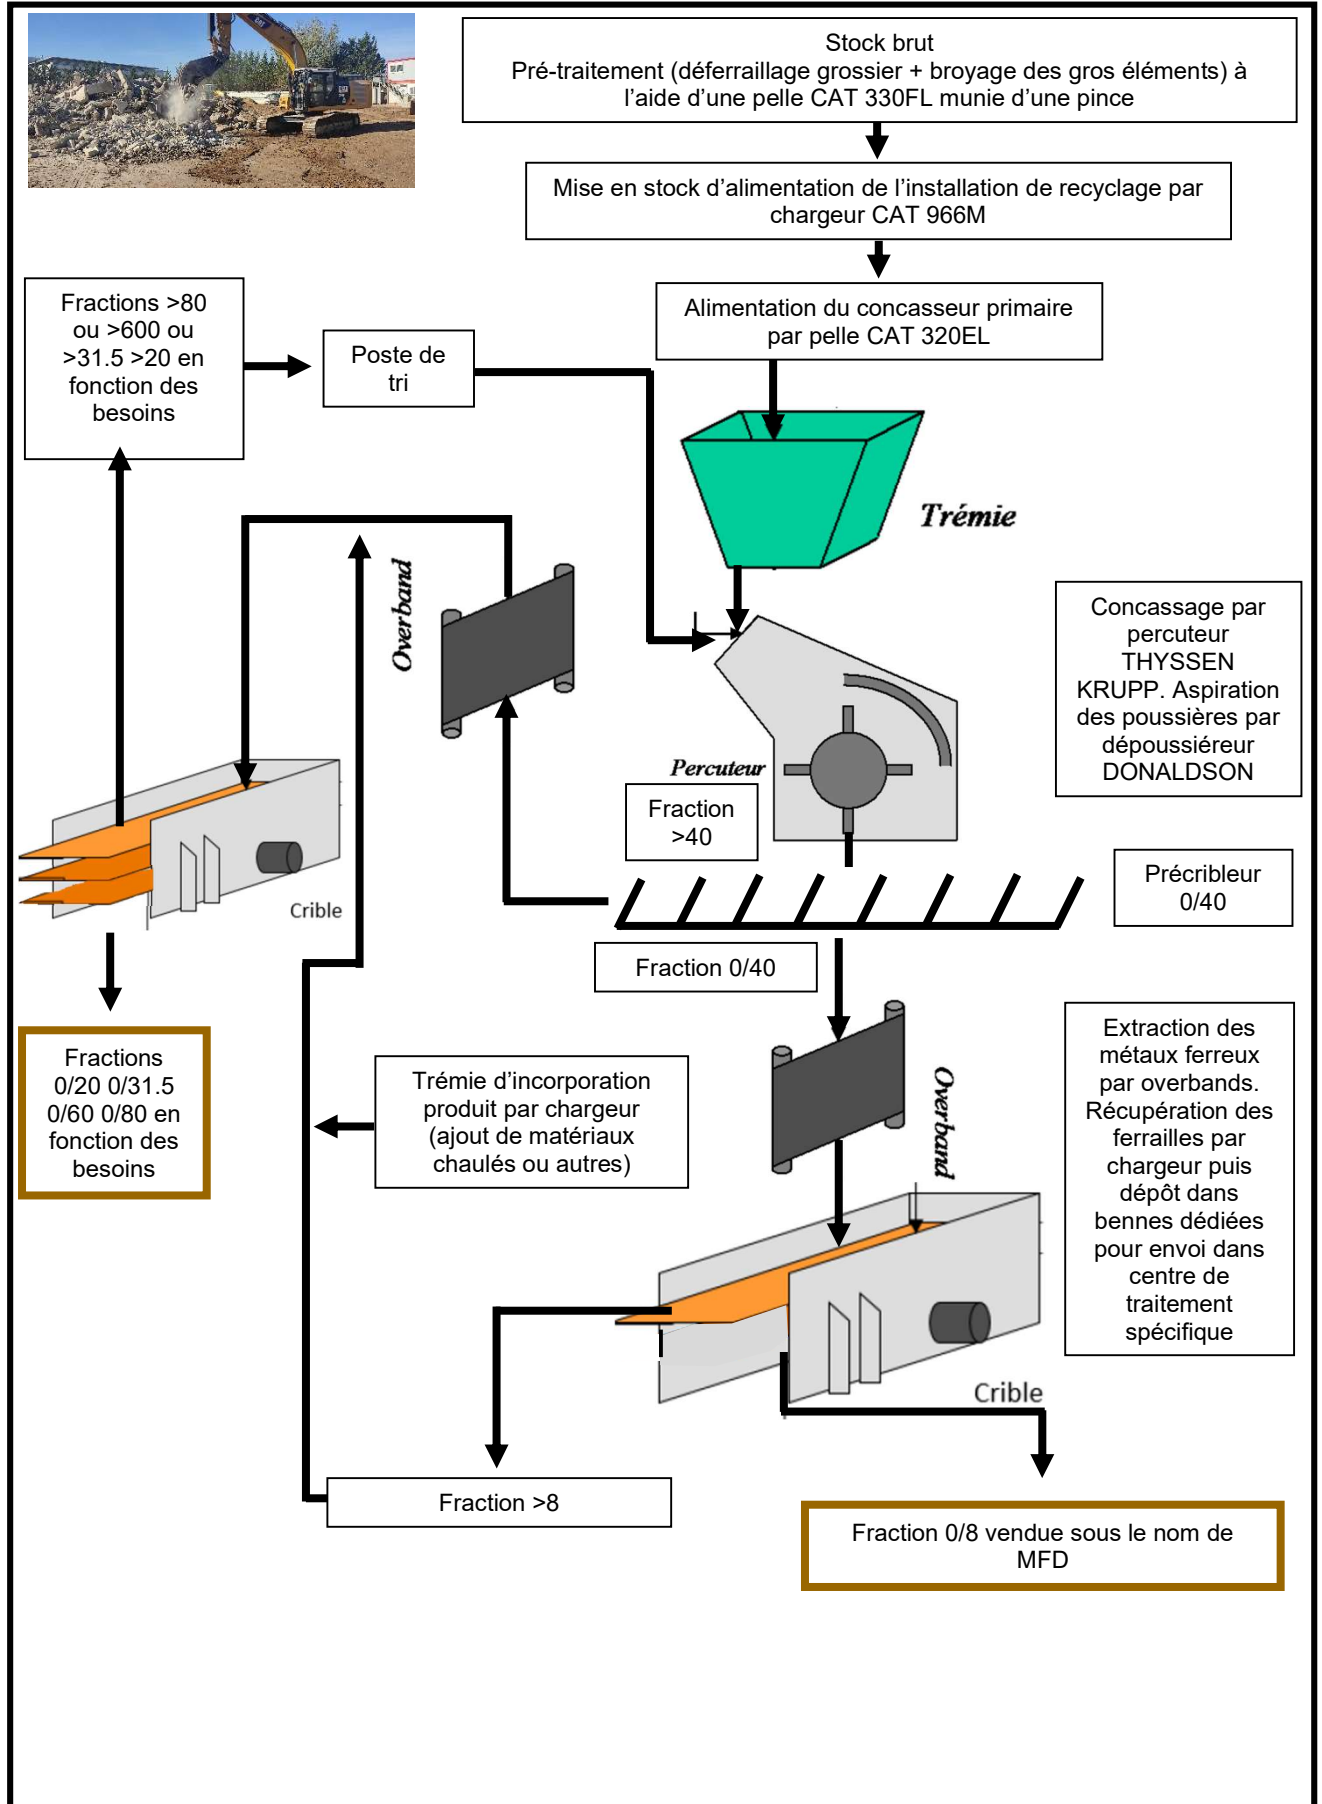 Stock brut
Pré-traitement (déferraillage grossier + broyage des gros éléments) à
l’aide d’une pelle CAT 330FL munie d’une pince
Mise en stock d’alimentation de l’installation de recyclage par
chargeur CAT 966M
Alimentation du concasseur primaire
par pelle CAT 320EL
Fractions >80
ou >600 ou
>31.5 >20 en
fonction des
besoins
Poste de
tri
Trémie
Overband
Concassage par
percuteur
THYSSEN
KRUPP. Aspiration
des poussières par
dépoussiéreur
DONALDSON
Percuteur
Fraction
>40
Précribleur
0/40
Crible
Fraction 0/40
Fractions
0/20 0/31.5
0/60 0/80 en
fonction des
besoins
Trémie d’incorporation
produit par chargeur
(ajout de matériaux
chaulés ou autres)
Overband
Extraction des
métaux ferreux
par overbands.
Récupération des
ferrailles par
chargeur puis
dépôt dans
bennes dédiées
pour envoi dans
centre de
traitement
spécifique
Crible
Fraction >8
Fraction 0/8 vendue sous le nom de
MFD